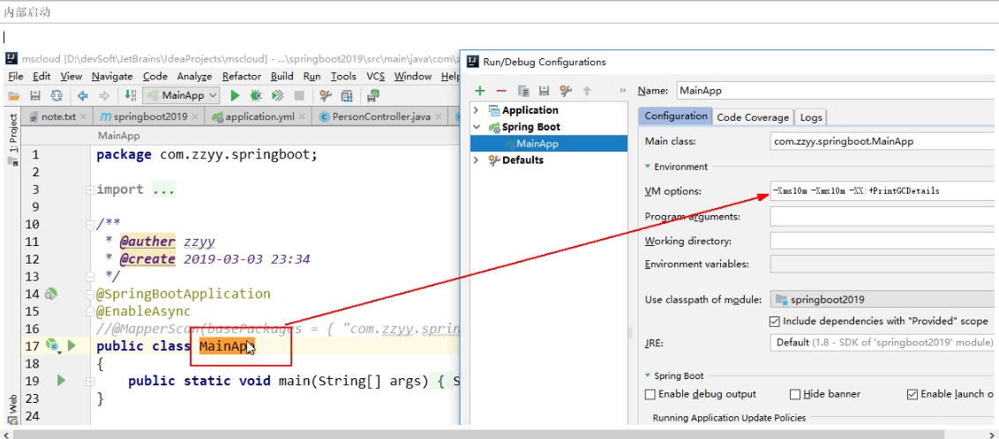 内部启动
mscloud [D:\devSoft\JetBrains\IdeaProjects\mscloud] - ...\springboot2019\src\main\java\com\z
File Edit View Navigate Code Analyze Refactor Build Run Tools VCS Window Help
MainApp
note.txt springboot2019 application.yml PersonController.java
MainApp
1: Project
Web
1 package com.zzyy.springboot;
2
3 import ...
9
10 /**
11 * @auther zzyy
12 * @create 2019-03-03 23:34
13 */
14 @SpringBootApplication
15 @EnableAsync
16 //@MapperScan(basePackages = { "com.zzyy.sprin
17 public class MainApp
18 {
19 public static void main(String[] args) { S
23 }
24
Run/Debug Configurations
Application
Spring Boot
MainApp
Defaults
Name: MainApp
Configuration Code Coverage Logs
Main class: com.zzyy.springboot.MainApp
Environment
VM options: -Xms10m -Xmx10m -XX:+PrintGCDetails
Program arguments:
Working directory:
Environment variables:
Use classpath of module: springboot2019
Include dependencies with "Provided" scope
JRE: Default (1.8 - SDK of 'springboot2019' module)
Spring Boot
Enable debug output Hide banner Enable launch o
Running Application Update Policies